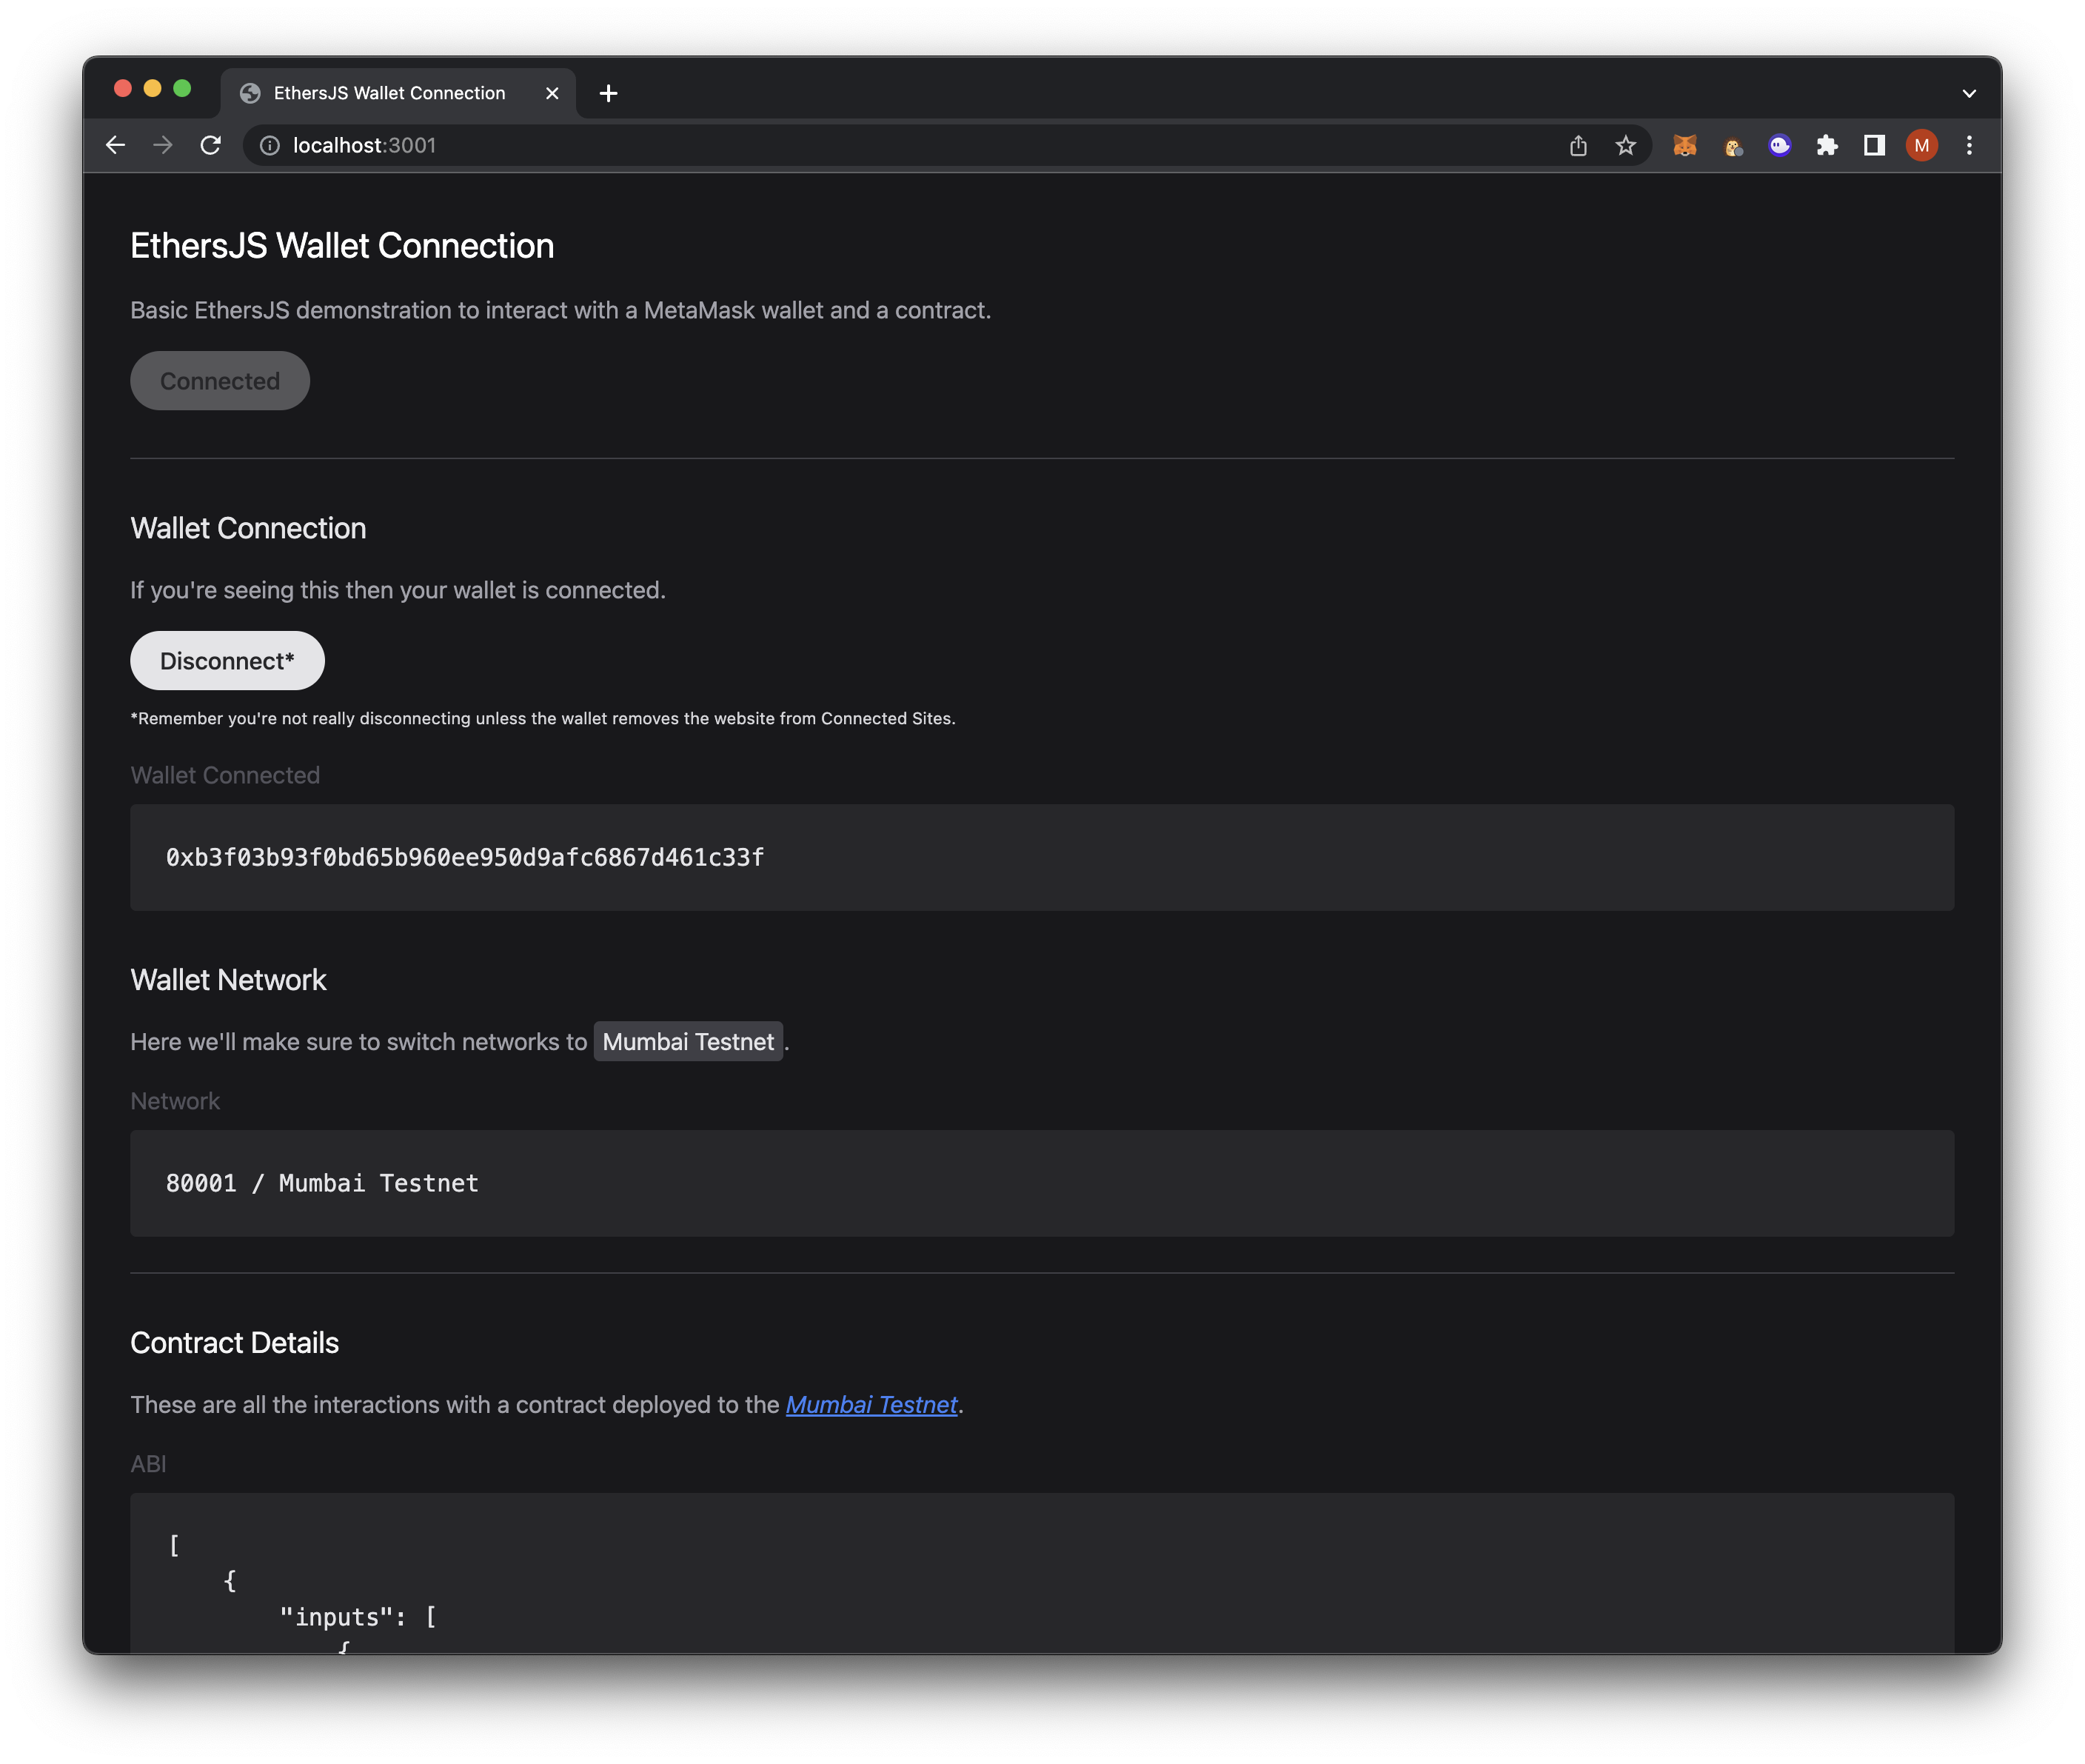 EthersJS Wallet Connection
localhost:3001
M
EthersJS Wallet Connection
Basic EthersJS demonstration to interact with a MetaMask wallet and a contract.
Connected
Wallet Connection
If you're seeing this then your wallet is connected.
Disconnect*
*Remember you're not really disconnecting unless the wallet removes the website from Connected Sites.
Wallet Connected
0xb3f03b93f0bd65b960ee950d9afc6867d461c33f
Wallet Network
Here we'll make sure to switch networks to Mumbai Testnet.
Network
80001 / Mumbai Testnet
Contract Details
These are all the interactions with a contract deployed to the Mumbai Testnet.
ABI
[
{
"inputs": [
{